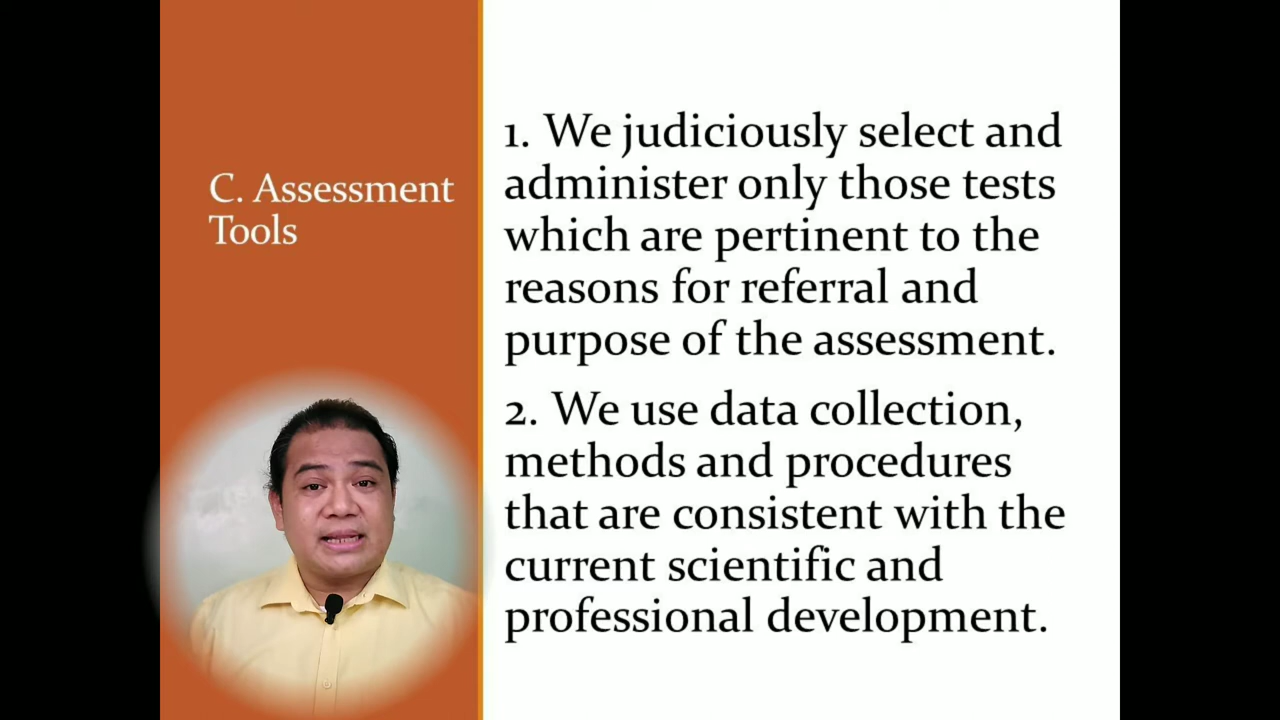 C. Assessment
Tools
1. We judiciously select and
administer only those tests
which are pertinent to the
reasons for referral and
purpose of the assessment.
2. We use data collection,
methods and procedures
that are consistent with the
current scientific and
professional development.